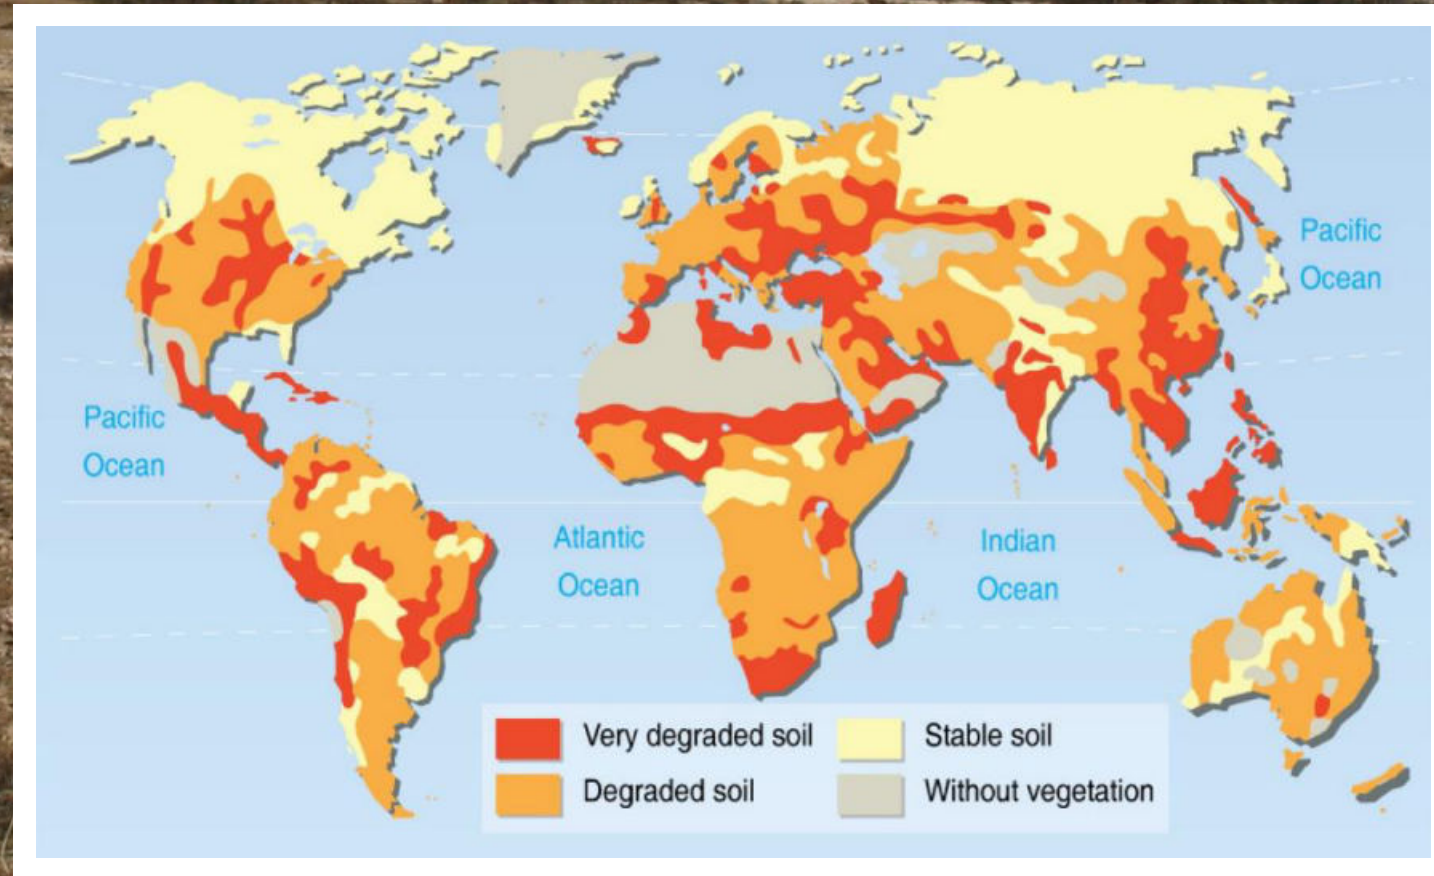 Pacific
Ocean
Pacific
Ocean
Atlantic
Ocean
Indian
Ocean
Very degraded soil
Stable soil
Degraded soil
Without vegetation